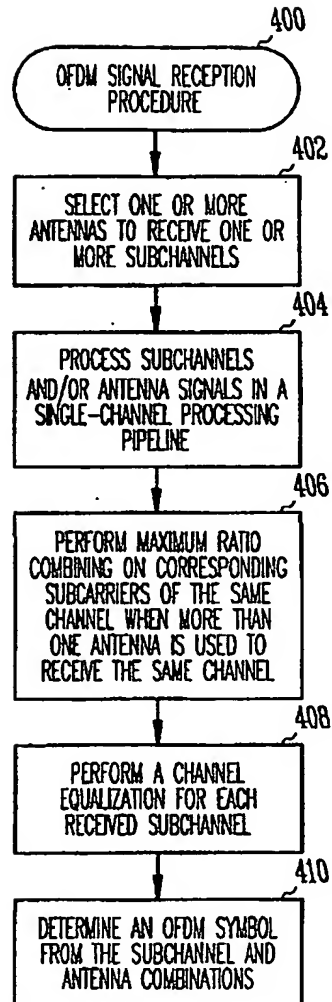 400
OFDM SIGNAL RECEPTION
PROCEDURE
402
SELECT ONE OR MORE
ANTENNAS TO RECEIVE ONE OR
MORE SUBCHANNELS
404
PROCESS SUBCHANNELS
AND/OR ANTENNA SIGNALS IN A
SINGLE-CHANNEL PROCESSING
PIPELINE
406
PERFORM MAXIMUM RATIO
COMBINING ON CORRESPONDING
SUBCARRIERS OF THE SAME
CHANNEL WHEN MORE THAN
ONE ANTENNA IS USED TO
RECEIVE THE SAME CHANNEL
408
PERFORM A CHANNEL
EQUALIZATION FOR EACH
RECEIVED SUBCHANNEL
410
DETERMINE AN OFDM SYMBOL
FROM THE SUBCHANNEL AND
ANTENNA COMBINATIONS